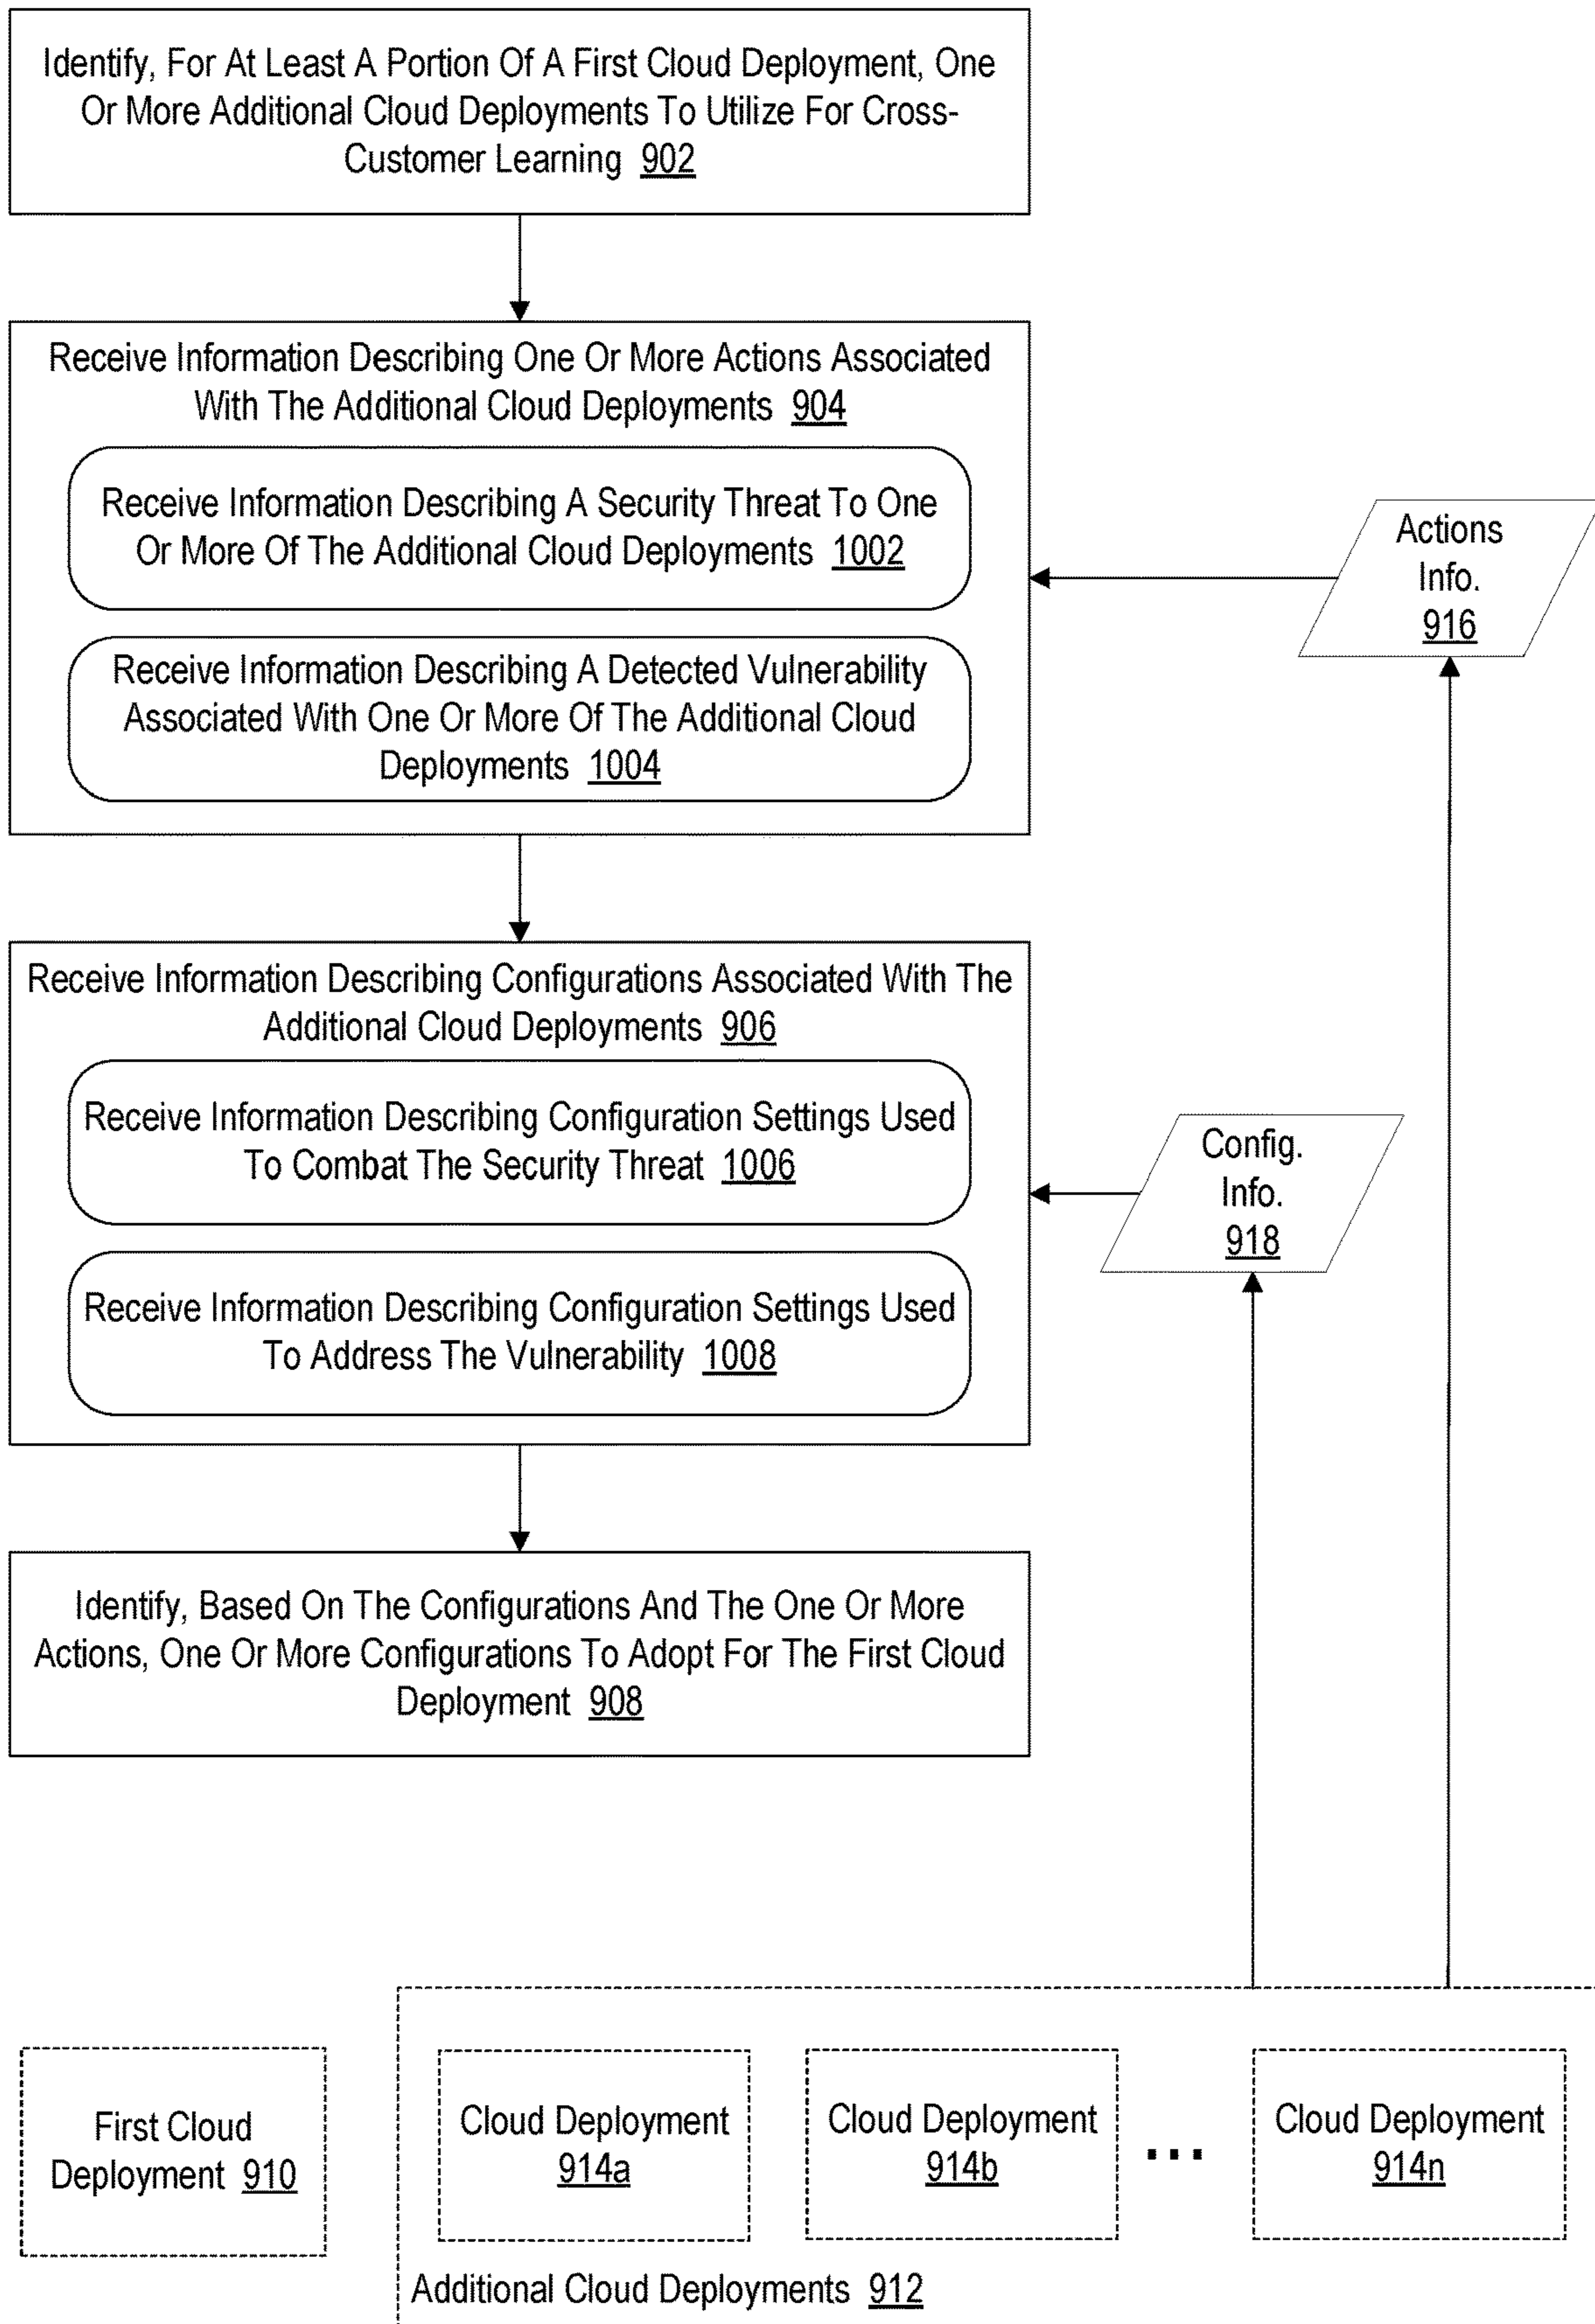 Identify, For At Least A Portion Of A First Cloud Deployment, One
Or More Additional Cloud Deployments To Utilize For Cross-
Customer Learning 902
Receive Information Describing One Or More Actions Associated
With The Additional Cloud Deployments 904
Receive Information Describing A Security Threat To One
Or More Of The Additional Cloud Deployments 1002
Receive Information Describing A Detected Vulnerability
Associated With One Or More Of The Additional Cloud
Deployments 1004
Actions
Info.
916
Receive Information Describing Configurations Associated With The
Additional Cloud Deployments 906
Receive Information Describing Configuration Settings Used
To Combat The Security Threat 1006
Receive Information Describing Configuration Settings Used
To Address The Vulnerability 1008
Config.
Info.
918
Identify, Based On The Configurations And The One Or More
Actions, One Or More Configurations To Adopt For The First Cloud
Deployment 908
First Cloud
Deployment 910
Cloud Deployment
914a
Cloud Deployment
914b
...
Cloud Deployment
914n
Additional Cloud Deployments 912